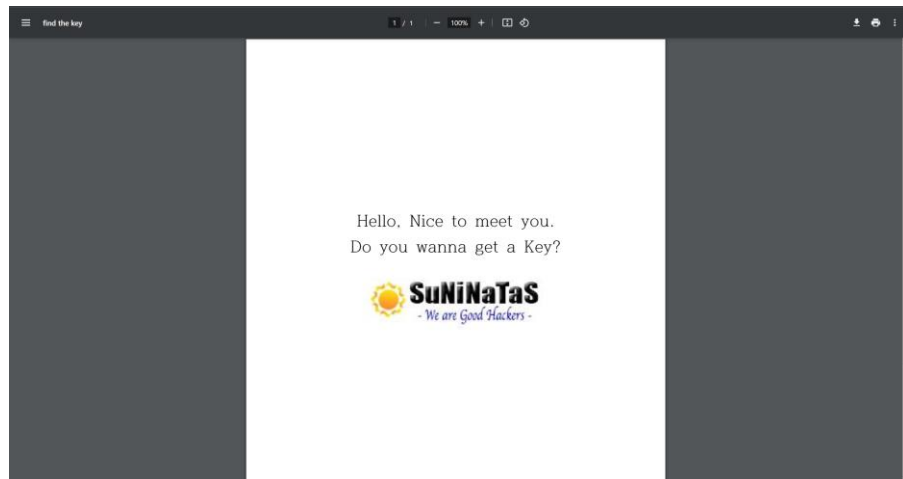 find the key
1 / 1
100%
Hello, Nice to meet you.
Do you wanna get a Key?
SuNiNaTaS
- We are Good Hackers -